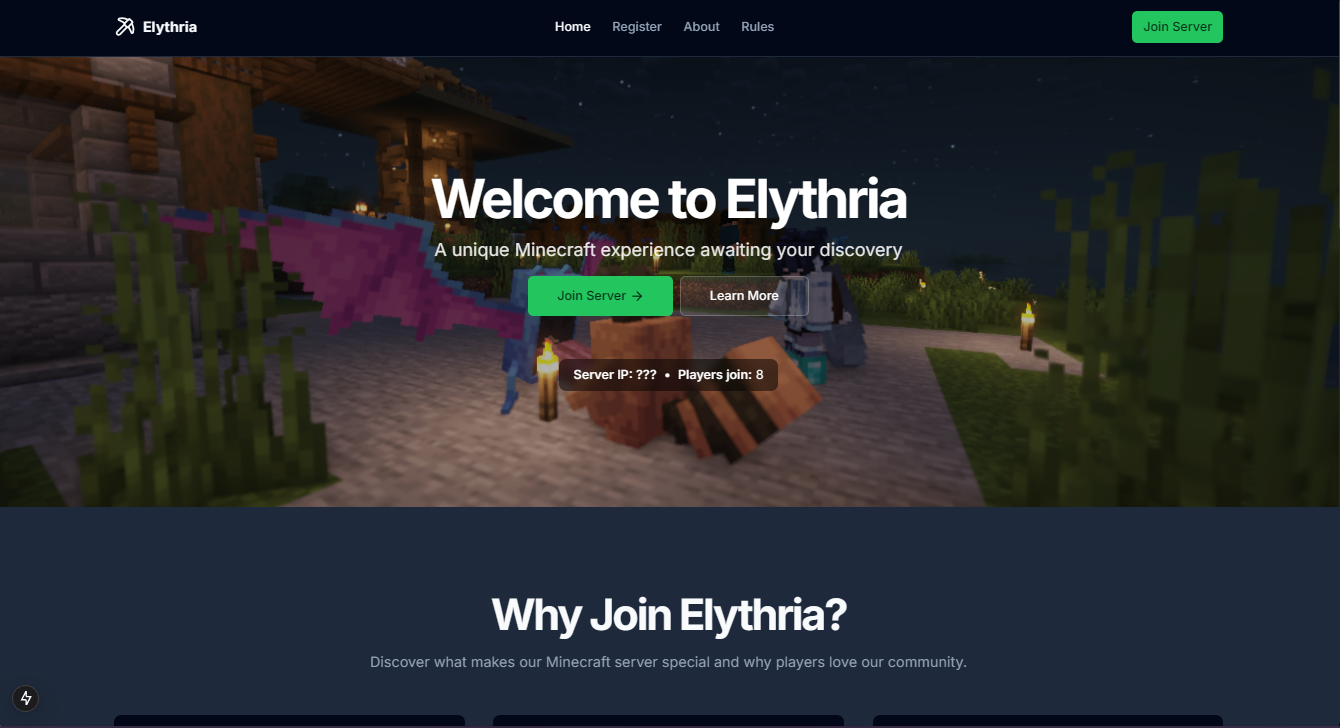 Elythria
Home Register About Rules
Join Server
Welcome to Elythria
A unique Minecraft experience awaiting your discovery
Join Server →
Learn More
Server IP: ??? • Players join: 8
Why Join Elythria?
Discover what makes our Minecraft server special and why players love our community.